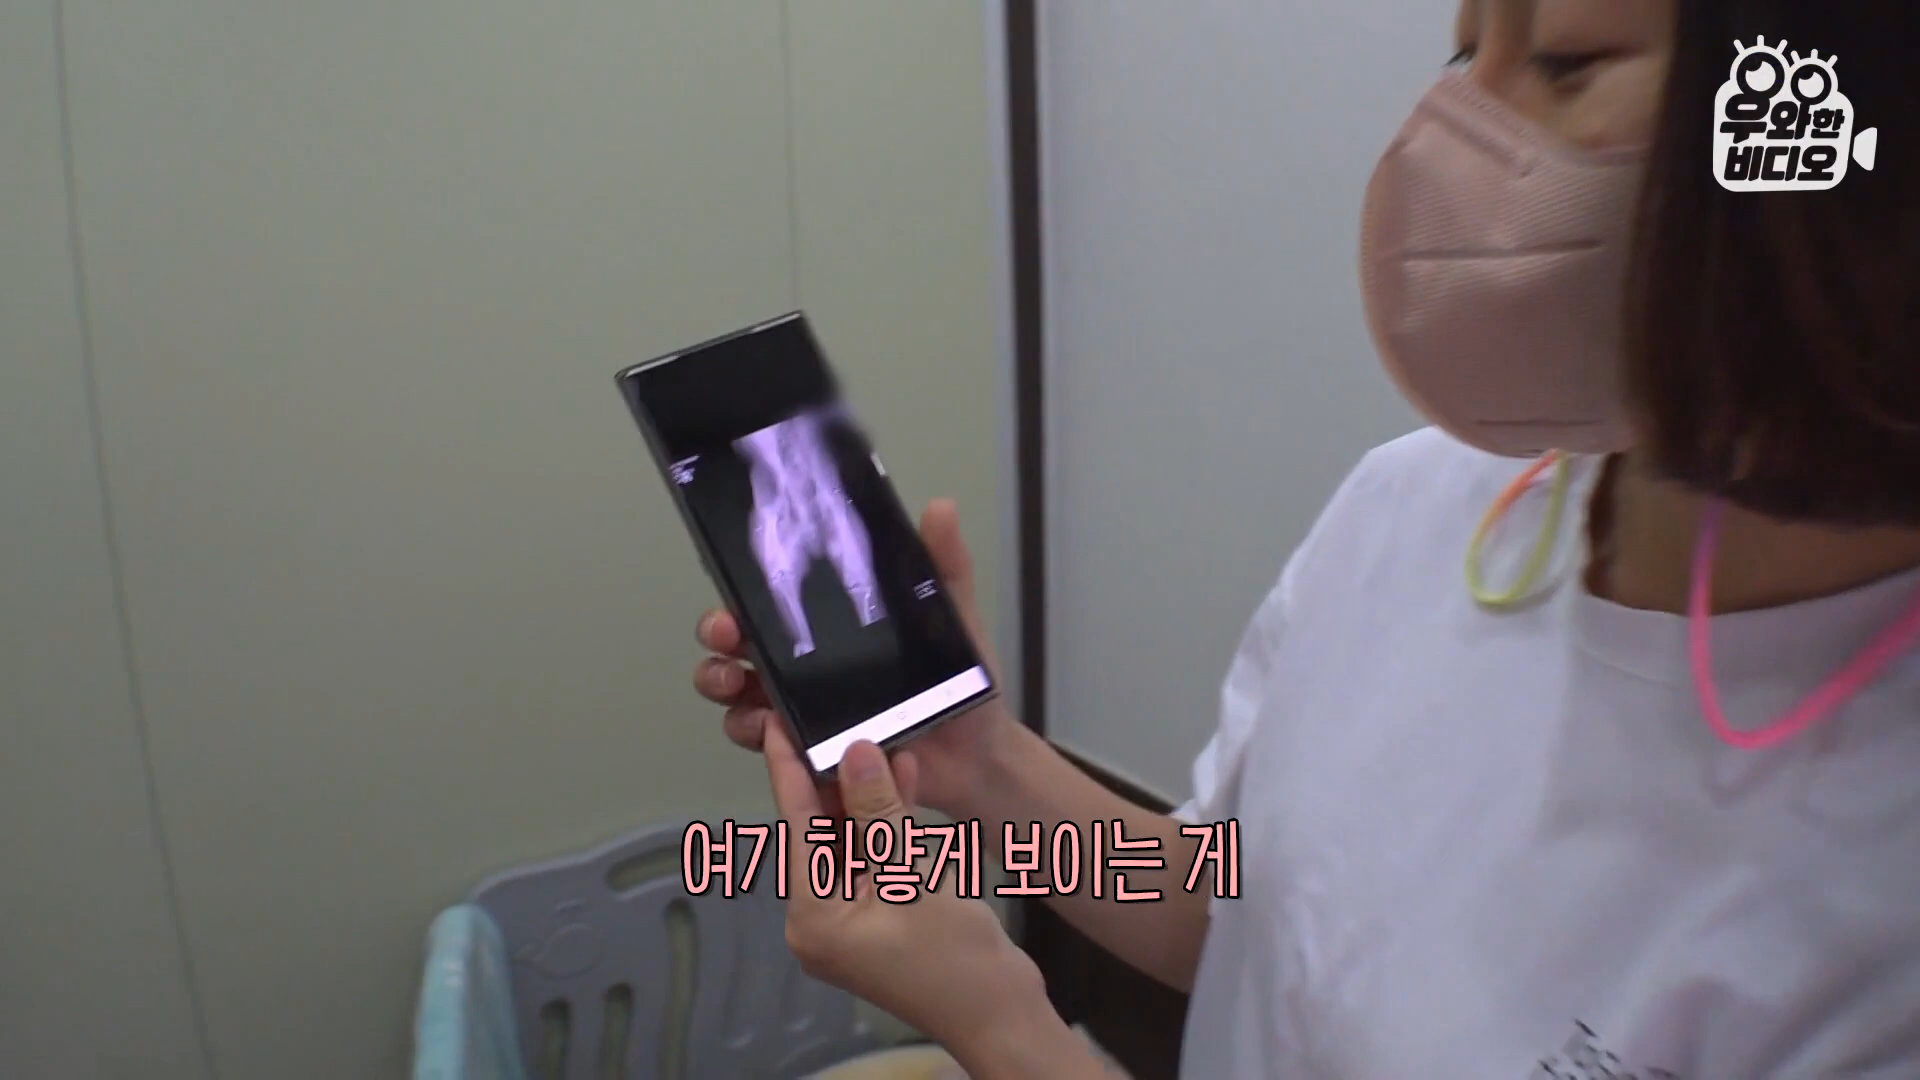 우와한
비디오
여기 하얗게 보이는 게